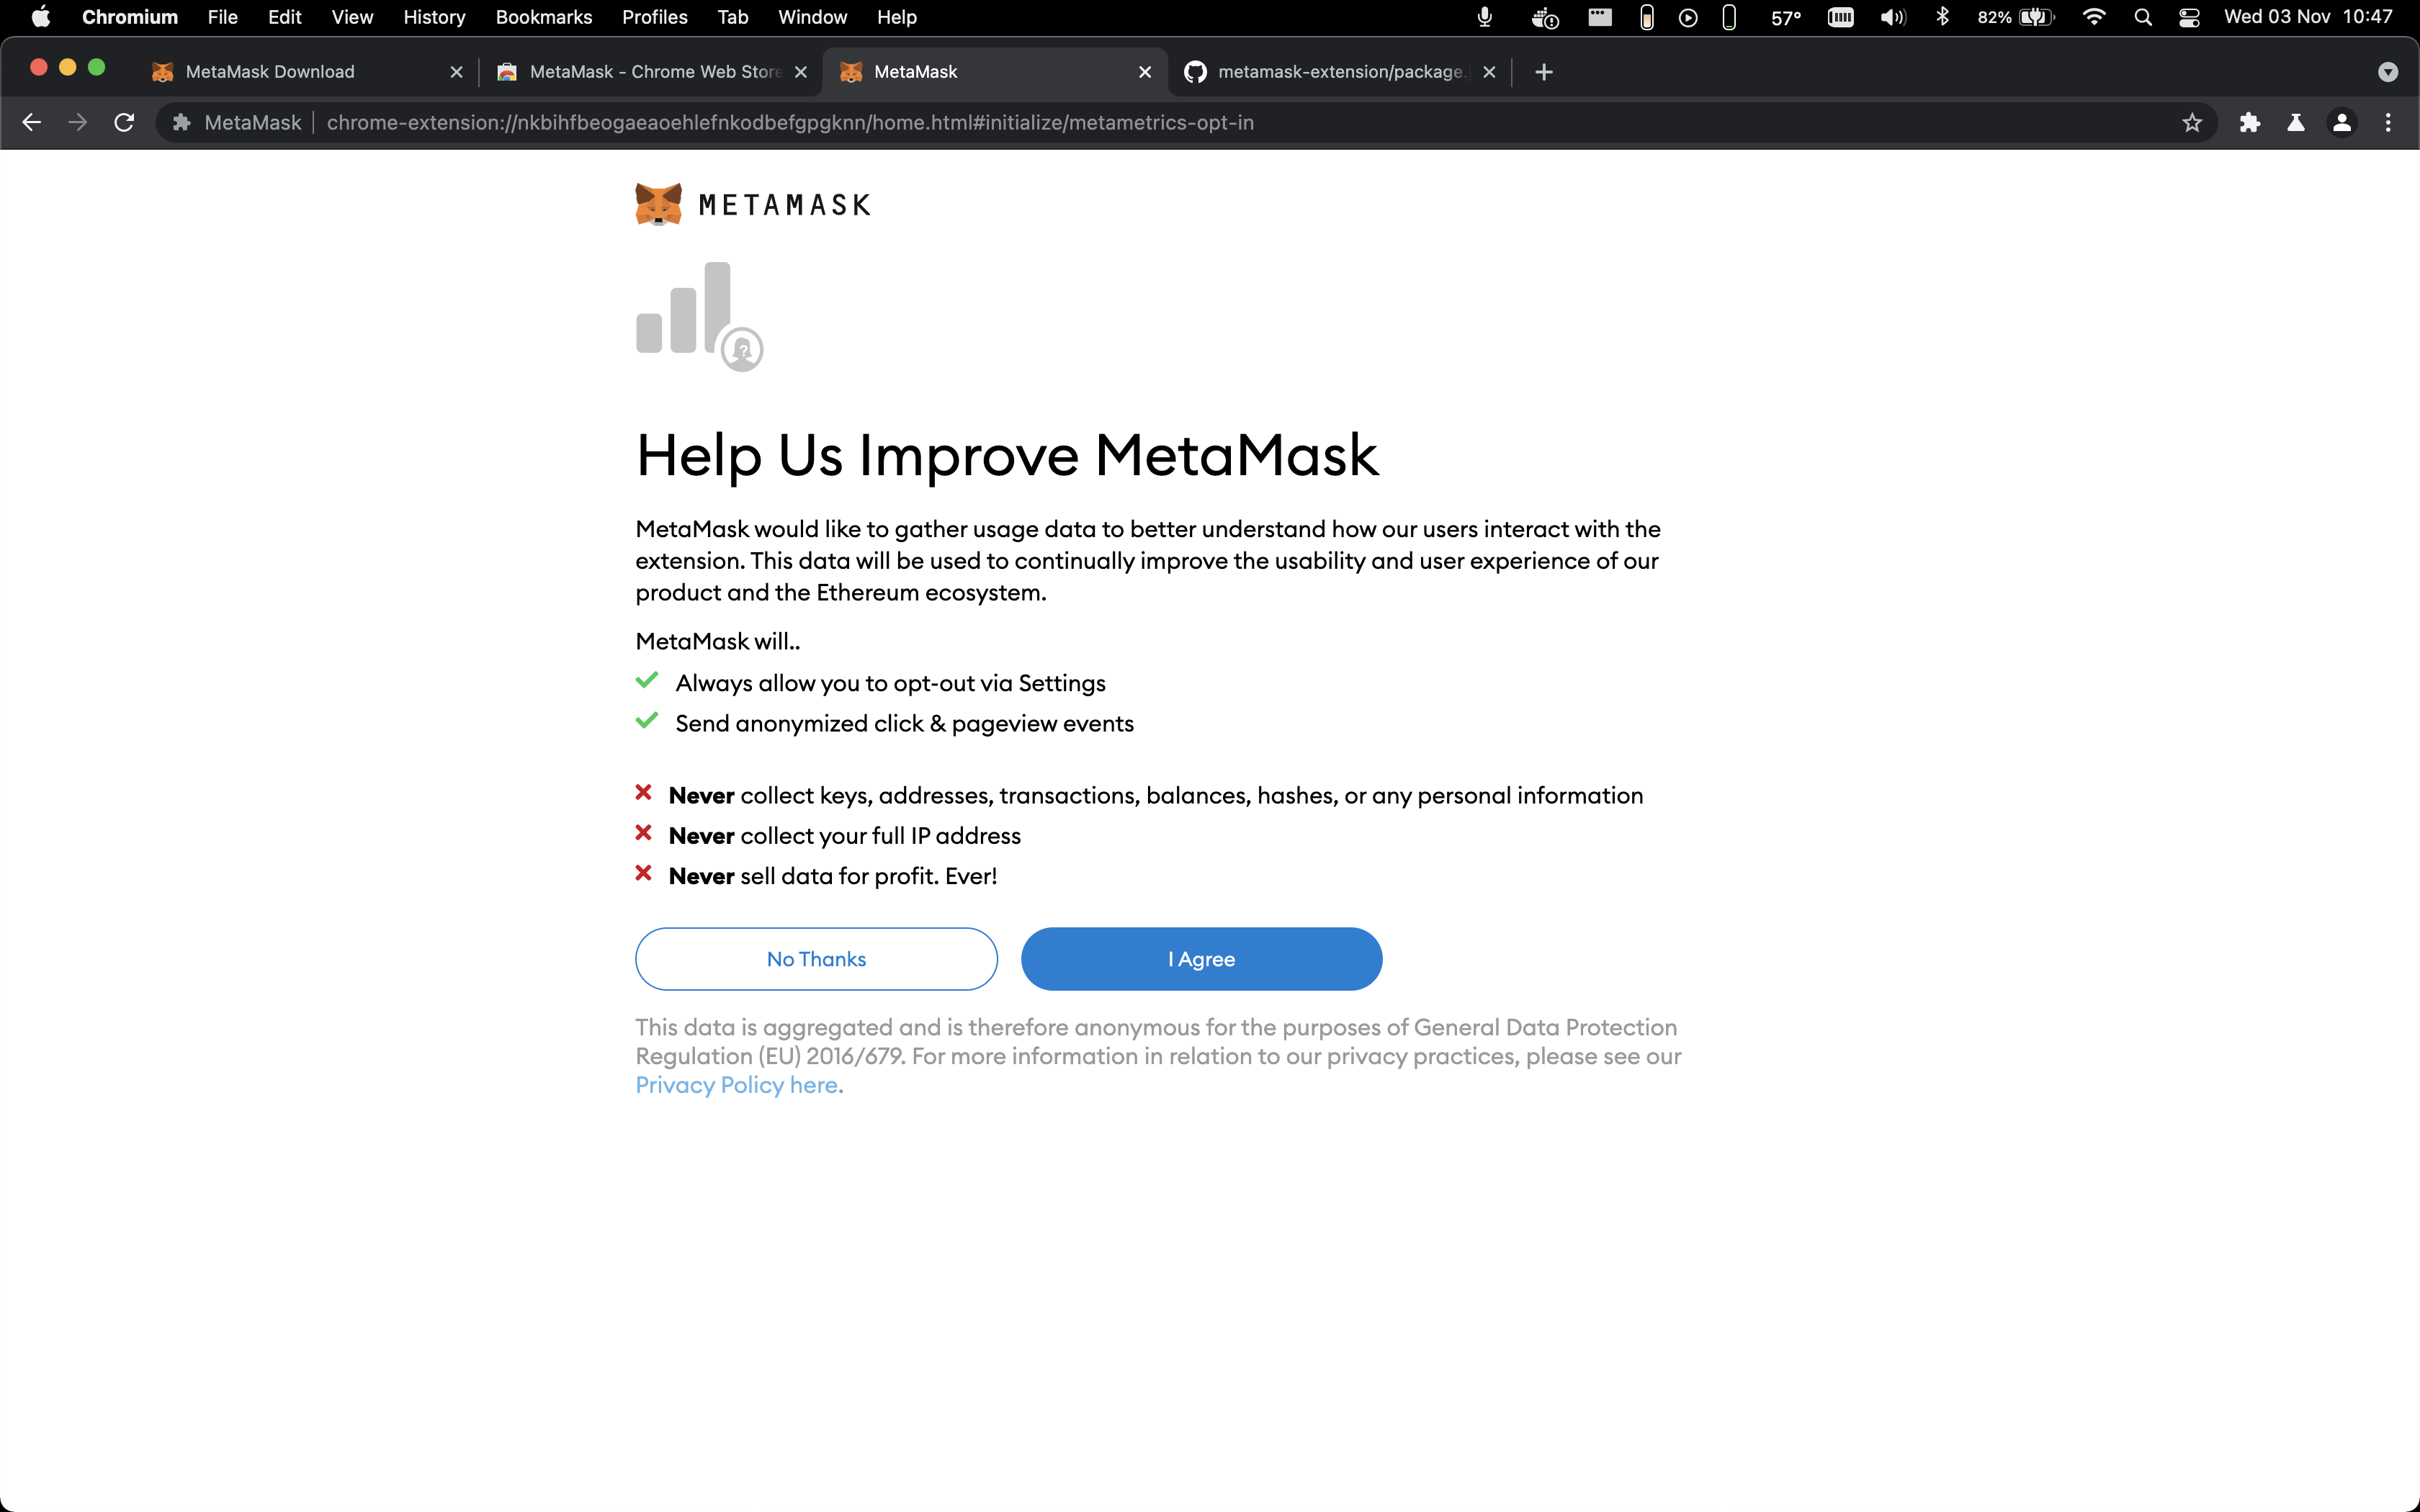 Chromium File Edit View History Bookmarks Profiles Tab Window Help 57° 82% Wed 03 Nov 10:47
MetaMask Download MetaMask - Chrome Web Store MetaMask metamask-extension/package.j
MetaMask chrome-extension://nkbihfbeogaeaoehlefnkodbefgpgknn/home.html#initialize/metametrics-opt-in
METAMASK
?
Help Us Improve MetaMask
MetaMask would like to gather usage data to better understand how our users interact with the
extension. This data will be used to continually improve the usability and user experience of our
product and the Ethereum ecosystem.
MetaMask will..
Always allow you to opt-out via Settings
Send anonymized click & pageview events
Never collect keys, addresses, transactions, balances, hashes, or any personal information
Never collect your full IP address
Never sell data for profit. Ever!
No Thanks I Agree
This data is aggregated and is therefore anonymous for the purposes of General Data Protection
Regulation (EU) 2016/679. For more information in relation to our privacy practices, please see our
Privacy Policy here.